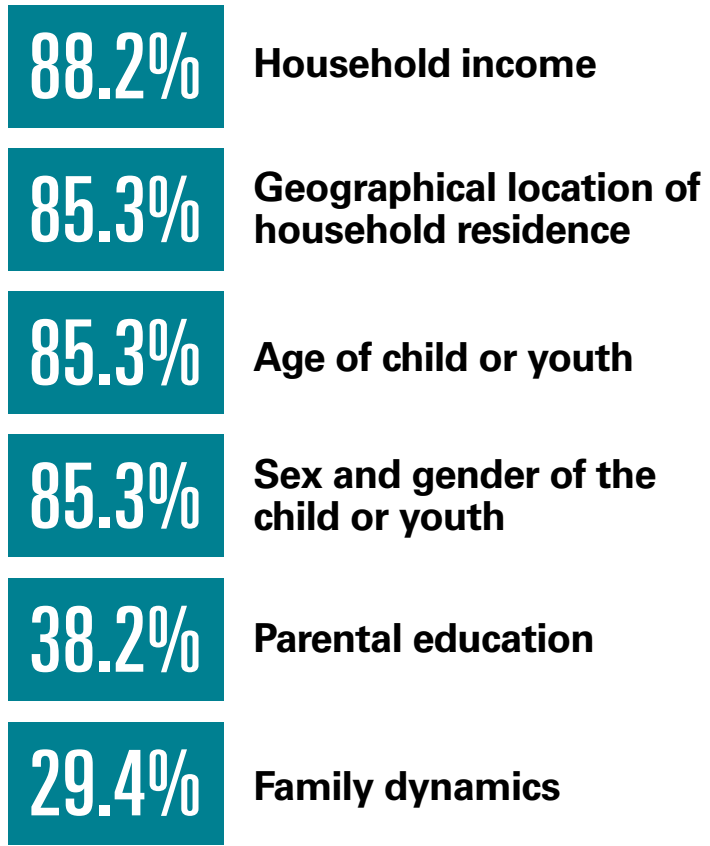 88.2%
Household income
85.3%
Geographical location of
household residence
85.3%
Age of child or youth
85.3%
Sex and gender of the
child or youth
38.2%
Parental education
29.4%
Family dynamics